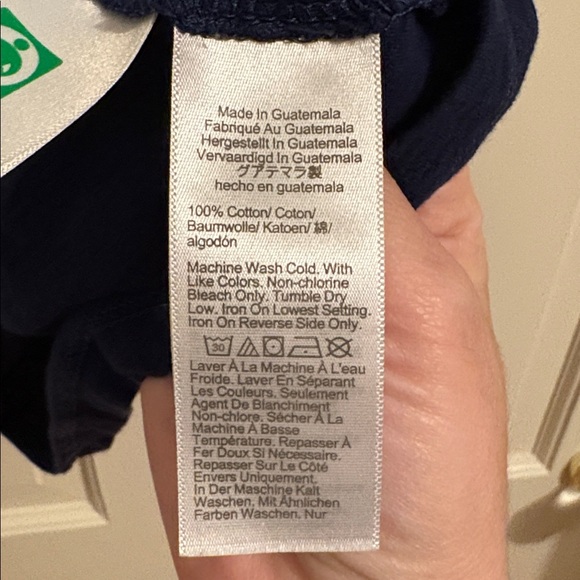 Made In Guatemala
Fabriqué Au Guatemala
Hergestellt In Guatemala
Vervaardigd In Guatemala
グアテマラ製
hecho en guatemala
100% Cotton/ Coton/
Baumwolle/ Katoen/ 綿/
algodón
Machine Wash Cold. With
Like Colors. Non-chlorine
Bleach Only. Tumble Dry
Low. Iron On Lowest Setting.
Iron On Reverse Side Only.
30
Laver À La Machine À L'eau
Froide. Laver En Séparant
Les Couleurs. Seulement
Agent De Blanchiment
Non-chlore. Sécher À La
Machine À Basse
Température. Repasser À
Fer Doux Si Nécessaire.
Repasser Sur Le Côté
Envers Uniquement.
In Der Maschine Kalt
Waschen. Mit Ähnlichen
Farben Waschen. Nur